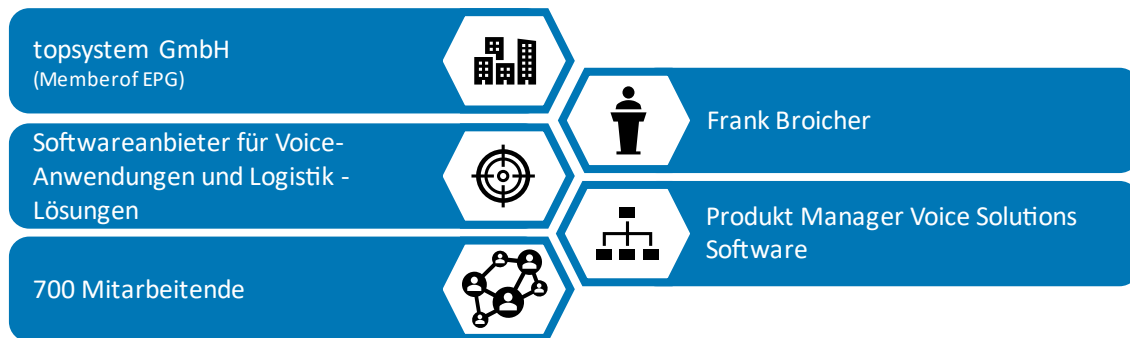 topsystem GmbH
(Memberof EPG)
Softwareanbieter für Voice-
Anwendungen und Logistik -
Lösungen
700 Mitarbeitende
Frank Broicher
Produkt Manager Voice Solutions
Software